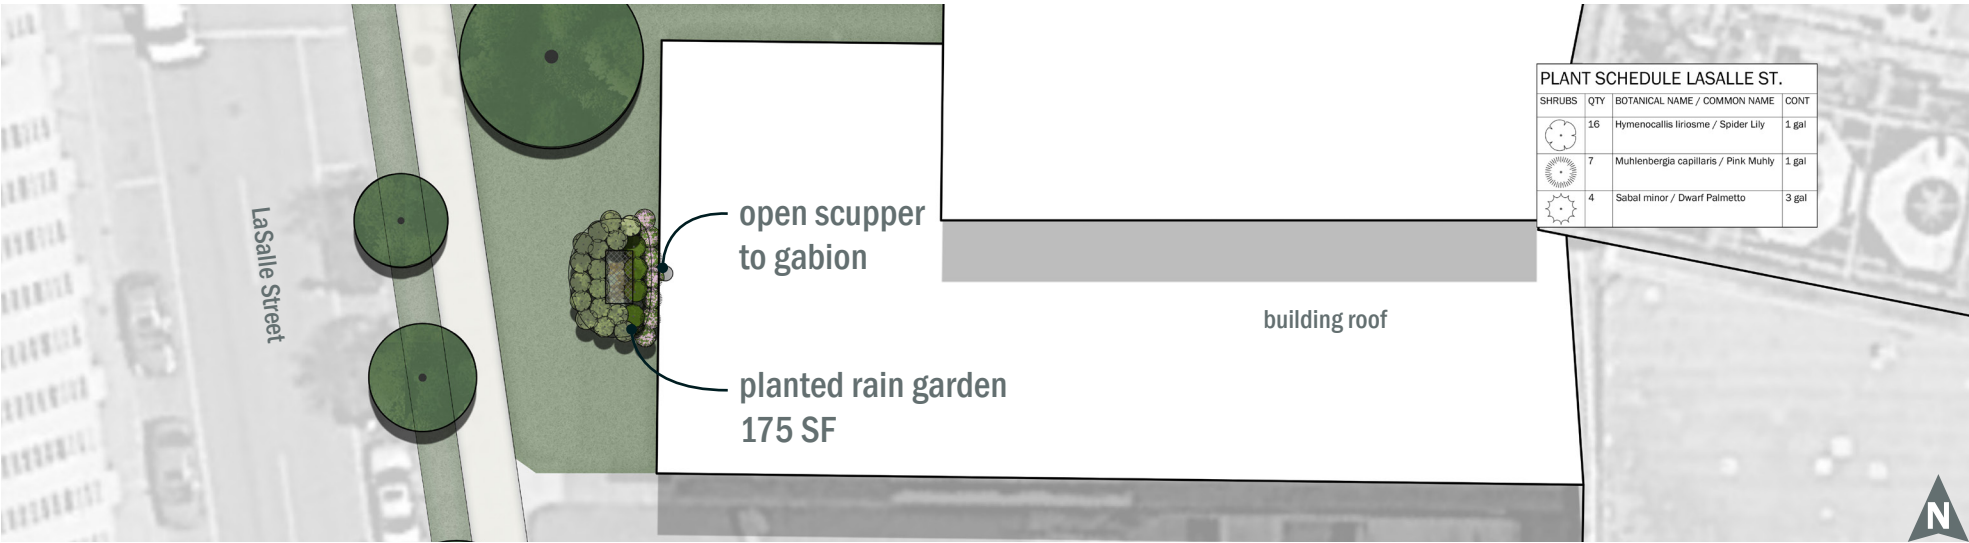 PLANT SCHEDULE LASALLE ST.
SHRUBS QTY BOTANICAL NAME / COMMON NAME CONT
16 Hymenocallis liriosme / Spider Lily 1 gal
7 Muhlenbergia capillaris / Pink Muhly 1 gal
4 Sabal minor / Dwarf Palmetto 3 gal
LaSalle Street
open scupper
to gabion
building roof
planted rain garden
175 SF
N